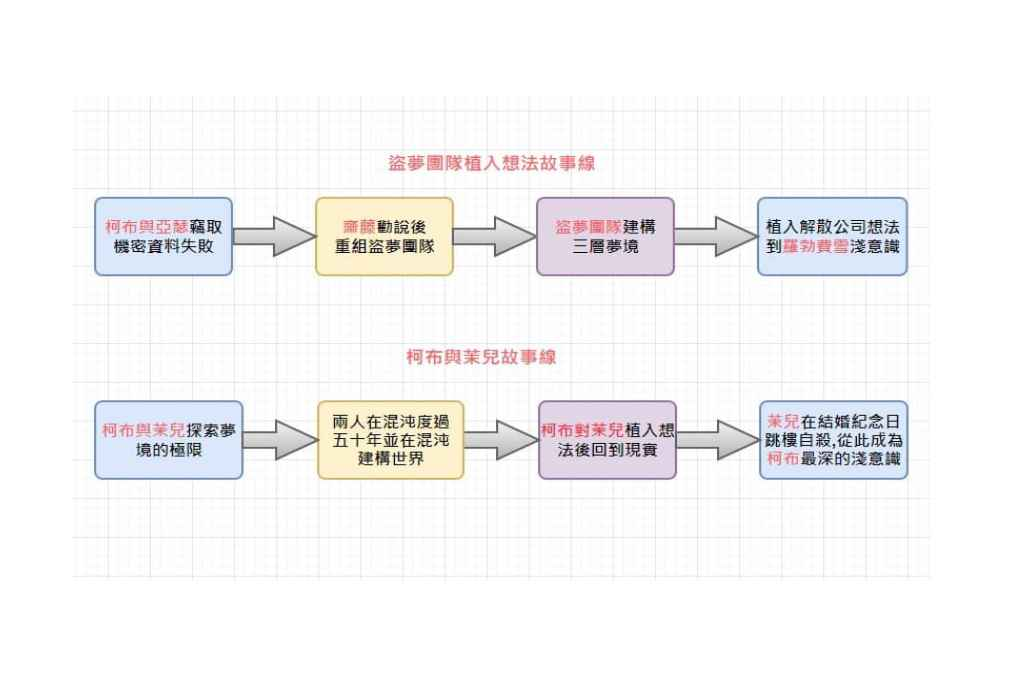 盜夢團隊植入想法故事線
柯布與亞瑟竊取
機密資料失敗
齋藤勸說後
重組盜夢團隊
盜夢團隊建構
三層夢境
植入解散公司想法
到羅勃費雪淺意識
柯布與茉兒故事線
柯布與茉兒探索夢
境的極限
兩人在混沌度過
五十年並在混沌
建構世界
柯布對茉兒植入想
法後回到現實
茉兒在結婚紀念日
跳樓自殺,從此成為
柯布最深的淺意識